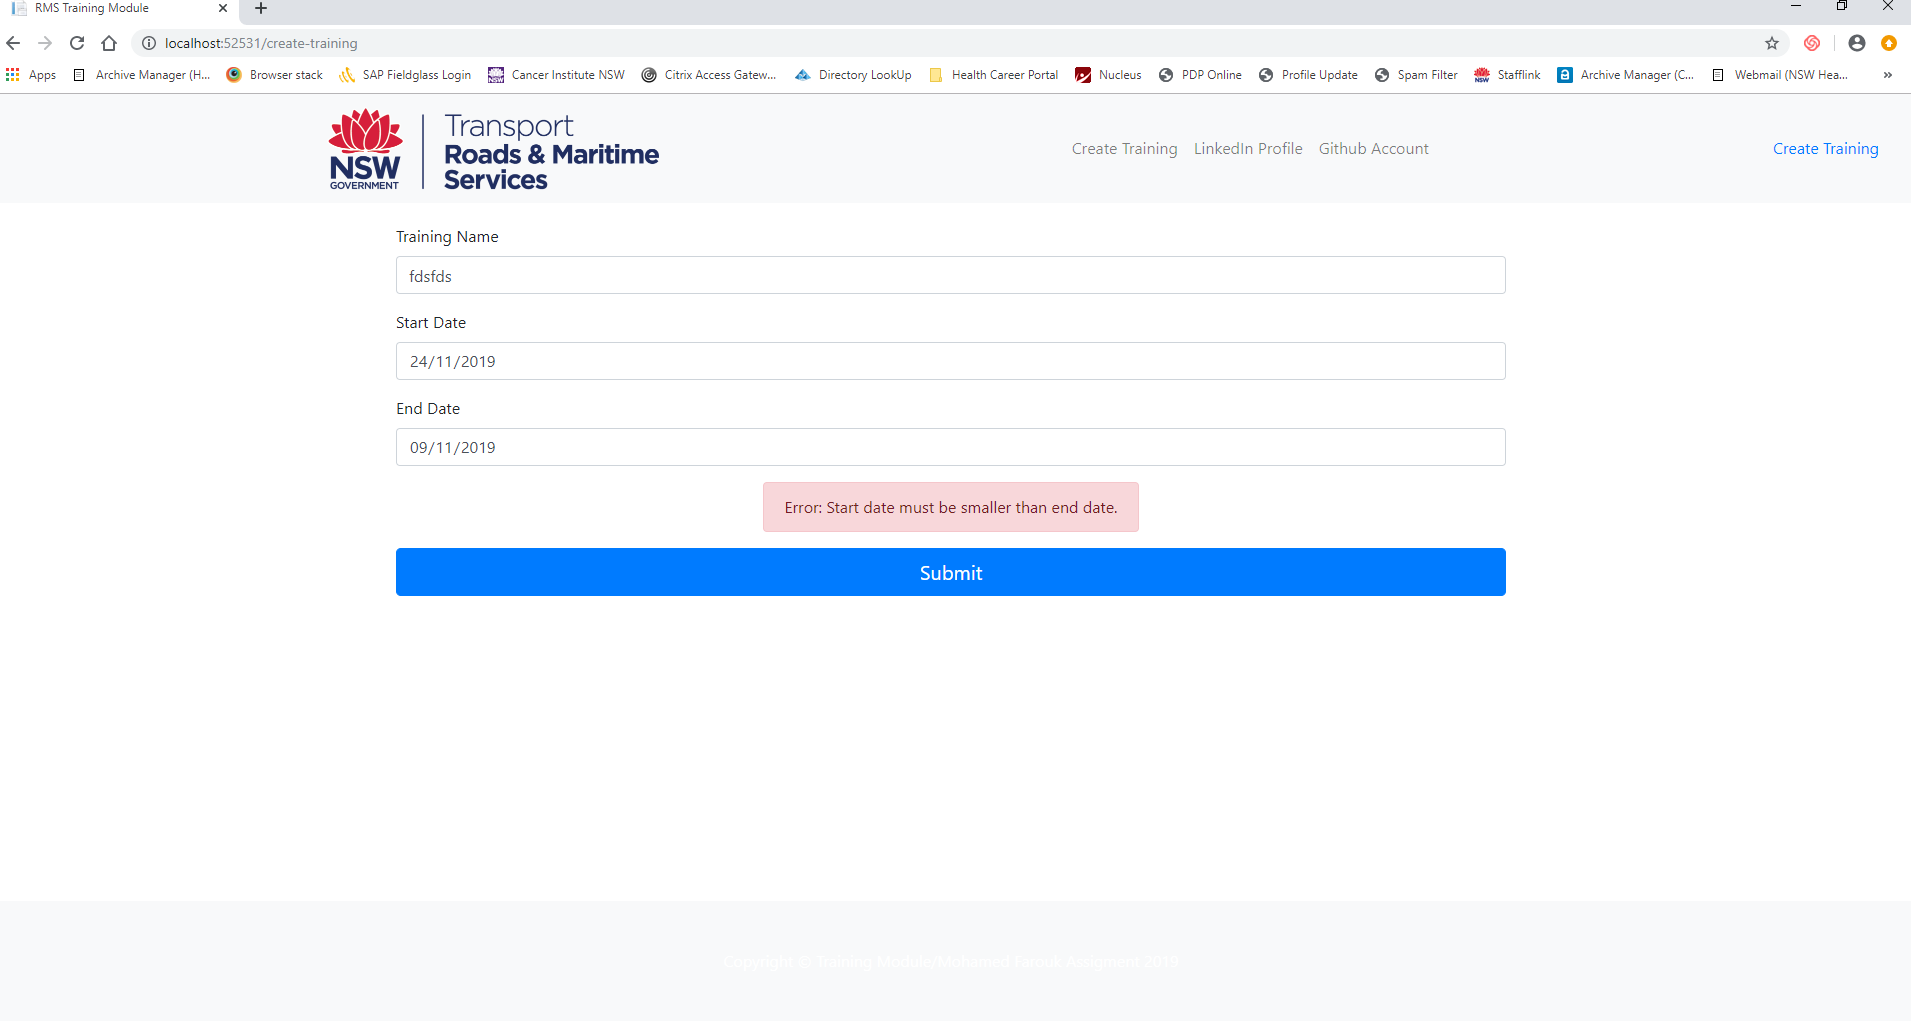 RMS Training Module
localhost:52531/create-training
Apps Archive Manager (H... Browser stack SAP Fieldglass Login Cancer Institute NSW Citrix Access Gatew... Directory LookUp Health Career Portal Nucleus PDP Online Profile Update Spam Filter Stafflink Archive Manager (C... Webmail (NSW Hea... »
NSW
GOVERNMENT
Transport
Roads & Maritime
Services
Create Training LinkedIn Profile Github Account Create Training
Training Name
fdsfds
Start Date
24/11/2019
End Date
09/11/2019
Error: Start date must be smaller than end date.
Submit
Copyright © Training Module/Mohamed Farouk Assigment 2019